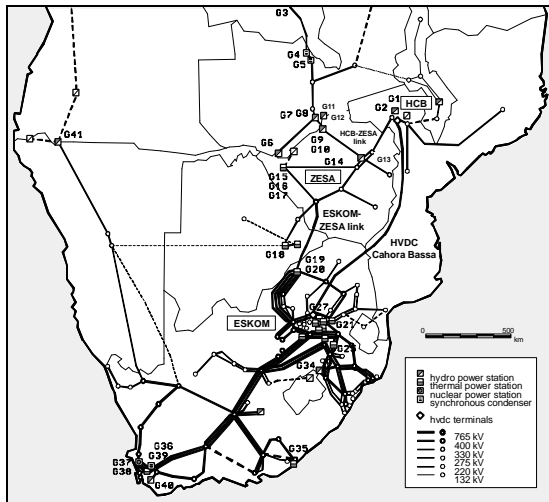 G3
G4
G5
G1
G2
HCB
G11
G8
G7
G12
HCB-ZESA
link
G9
G10
G41
G6
G14
G13
G15
G16
G17
ZESA
ESKOM-
ZESA link
HVDC
Cahora Bassa
G18
G19
G20
G27
ESKOM
0
500
km
G34
G35
G36
G39
G37
G38
G40
hydro power station
thermal power station
nuclear power station
synchronous condenser
hvdc terminals
765 kV
400 kV
330 kV
275 kV
220 kV
132 kV